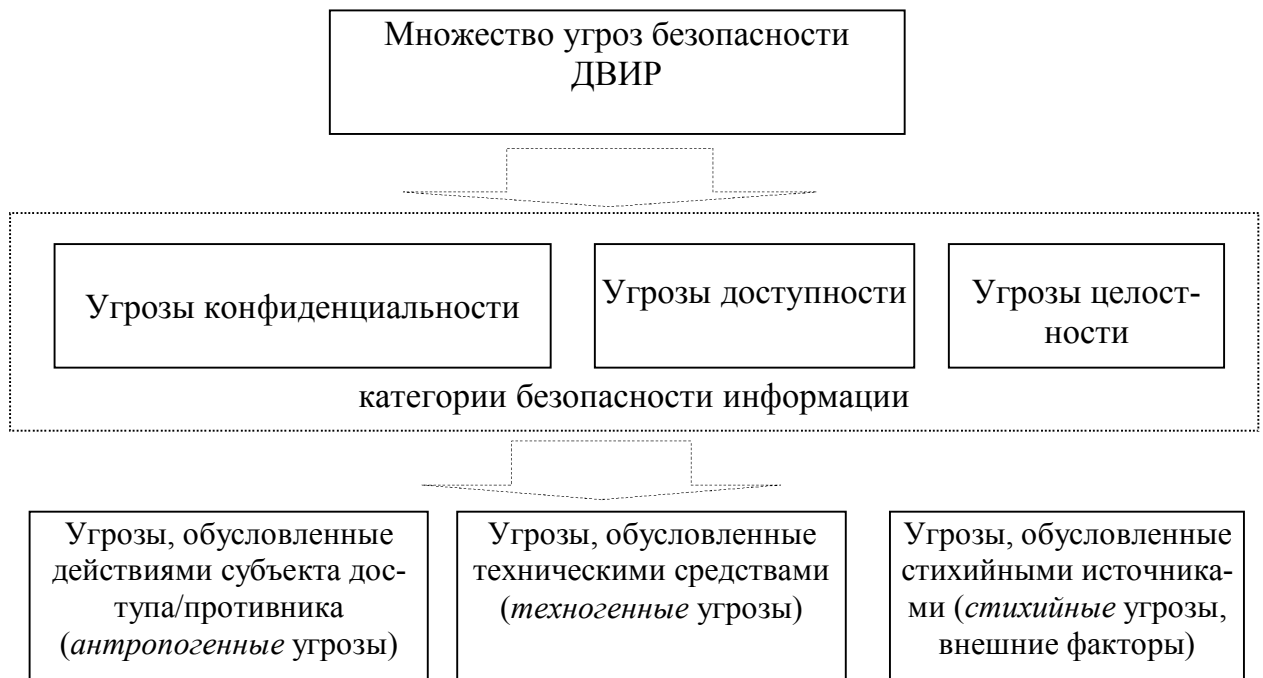 Множество угроз безопасности
ДВИР
Угрозы конфиденциальности
Угрозы доступности
Угрозы целост-
ности
категории безопасности информации
Угрозы, обусловленные
действиями субъекта дос-
тупа/противника
(антропогенные угрозы)
Угрозы, обусловленные
техническими средствами
(техногенные угрозы)
Угрозы, обусловленные
стихийными источника-
ми (стихийные угрозы,
внешние факторы)